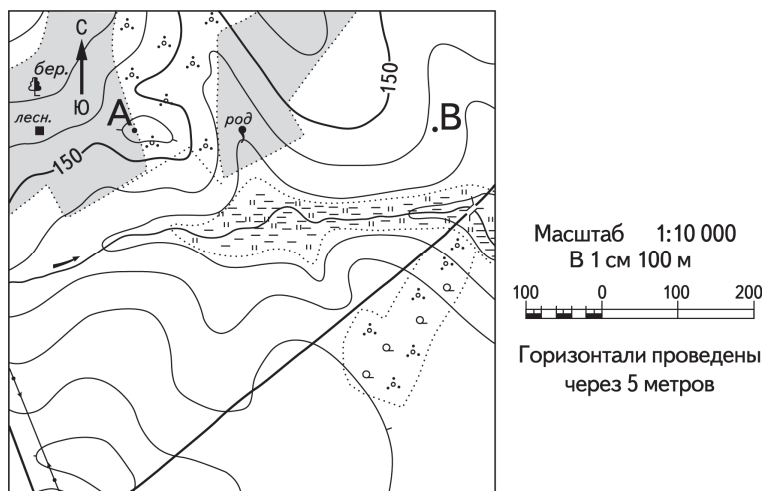 С
бер.
Ю
лесн.
А
род
150
В
150
Масштаб 1:10 000
В 1 см 100 м
100 0 100 200
Горизонтали проведены
через 5 метров